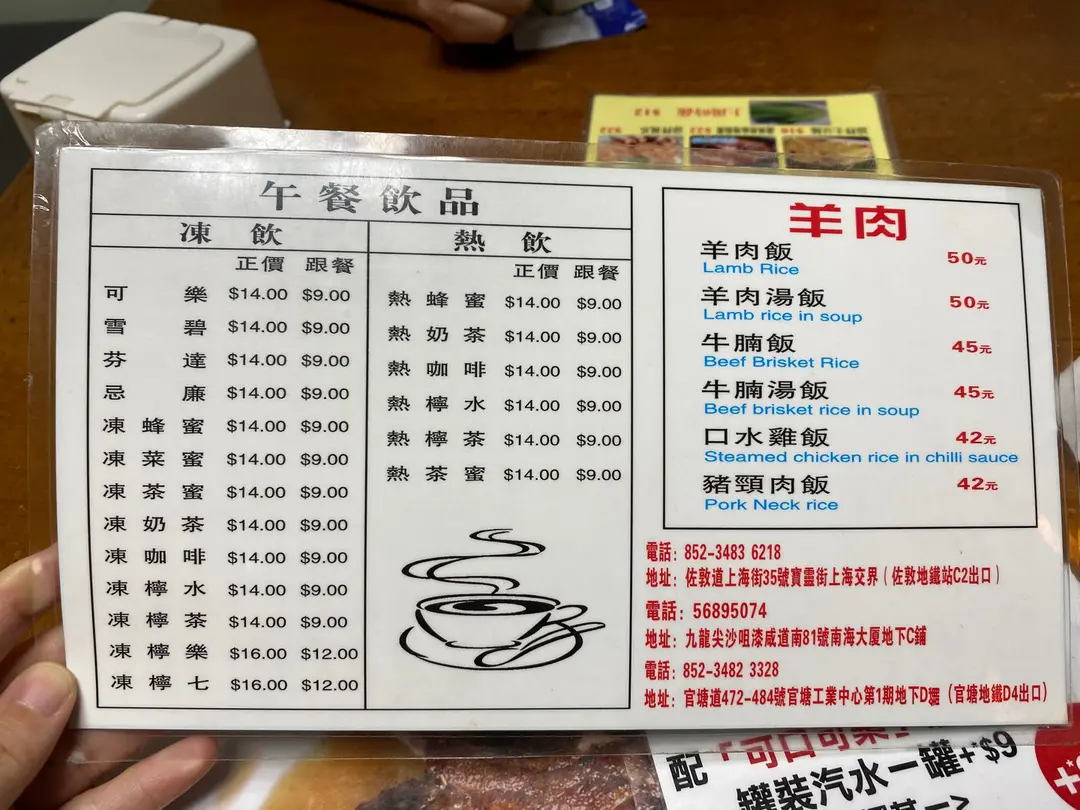 午餐飲品
凍 飲
正價 跟餐
可樂 $14.00 $9.00
雪碧 $14.00 $9.00
芬達 $14.00 $9.00
忌廉 $14.00 $9.00
凍蜂蜜 $14.00 $9.00
凍菜蜜 $14.00 $9.00
凍茶蜜 $14.00 $9.00
凍奶茶 $14.00 $9.00
凍咖啡 $14.00 $9.00
凍檸水 $14.00 $9.00
凍檸茶 $14.00 $9.00
凍檸樂 $16.00 $12.00
凍檸七 $16.00 $12.00
熱 飲
正價 跟餐
熱蜂蜜 $14.00 $9.00
熱奶茶 $14.00 $9.00
熱咖啡 $14.00 $9.00
熱檸水 $14.00 $9.00
熱檸茶 $14.00 $9.00
熱茶蜜 $14.00 $9.00
羊肉
羊肉飯 50元
Lamb Rice
羊肉湯飯 50元
Lamb rice in soup
牛腩飯 45元
Beef Brisket Rice
牛腩湯飯 45元
Beef brisket rice in soup
口水雞飯 42元
Steamed chicken rice in chilli sauce
豬頸肉飯 42元
Pork Neck rice
電話：852-3483 6218
地址：佐敦道上海街35號寶靈街上海交界（佐敦地鐵站C2出口）
電話：56895074
地址：九龍尖沙咀漆咸道南81號南海大厦地下C鋪
電話：852-3482 3328
地址：官塘道472-484號官塘工業中心第1期地下D號（官塘地鐵D4出口）
配「可口可樂」
罐裝汽水一罐+$9